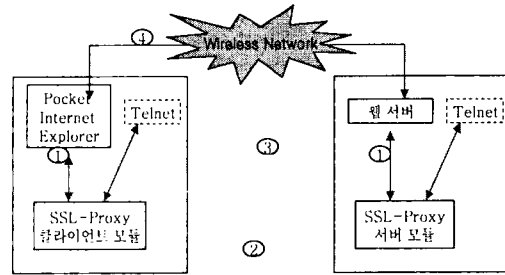 ④
Wireless Network
Pocket
Internet
Explorer
Telnet
①
SSL-Proxy
클라이언트 모듈
③
②
웹 서버
Telnet
①
SSL-Proxy
서버 모듈